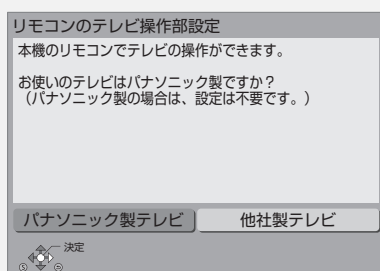 リモコンのテレビ操作部設定
本機のリモコンでテレビの操作ができます。
お使いのテレビはパナソニック製ですか？
（パナソニック製の場合は、設定は不要です。）
パナソニック製テレビ　他社製テレビ
決定